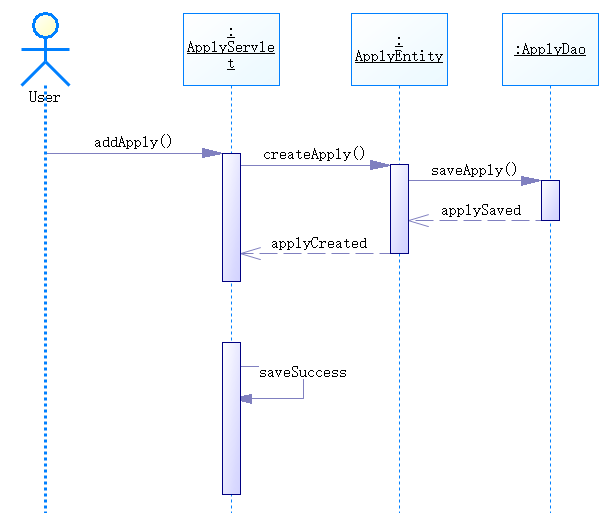 :
ApplyServle
t
:
ApplyEntity
:ApplyDao
User
addApply()
createApply()
saveApply()
applySaved
applyCreated
saveSuccess